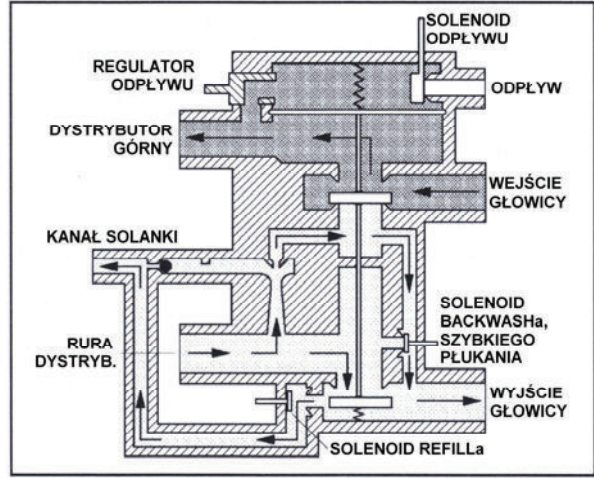 SOLENOID
ODPŁYWU
REGULATOR
ODPŁYWU
ODPŁYW
DYSTRYBUTOR
GÓRNY
WEJŚCIE
GŁOWICY
KANAŁ SOLANKI
SOLENOID
BACKWASHa,
SZYBKIEGO
PŁUKANIA
RURA
DYSTRYB.
WYJŚCIE
GŁOWICY
SOLENOID REFILLa